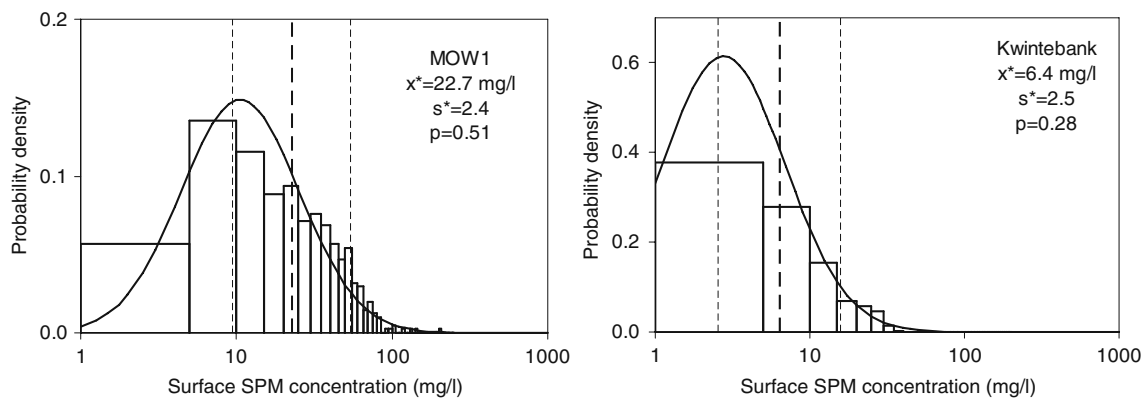 0.2
0.1
0.0
Probability density
MOW1
x*=22.7 mg/l
s*=2.4
p=0.51
1
10
100
1000
Surface SPM concentration (mg/l)
0.6
0.4
0.2
0.0
Probability density
Kwintebank
x*=6.4 mg/l
s*=2.5
p=0.28
1
10
100
1000
Surface SPM concentration (mg/l)